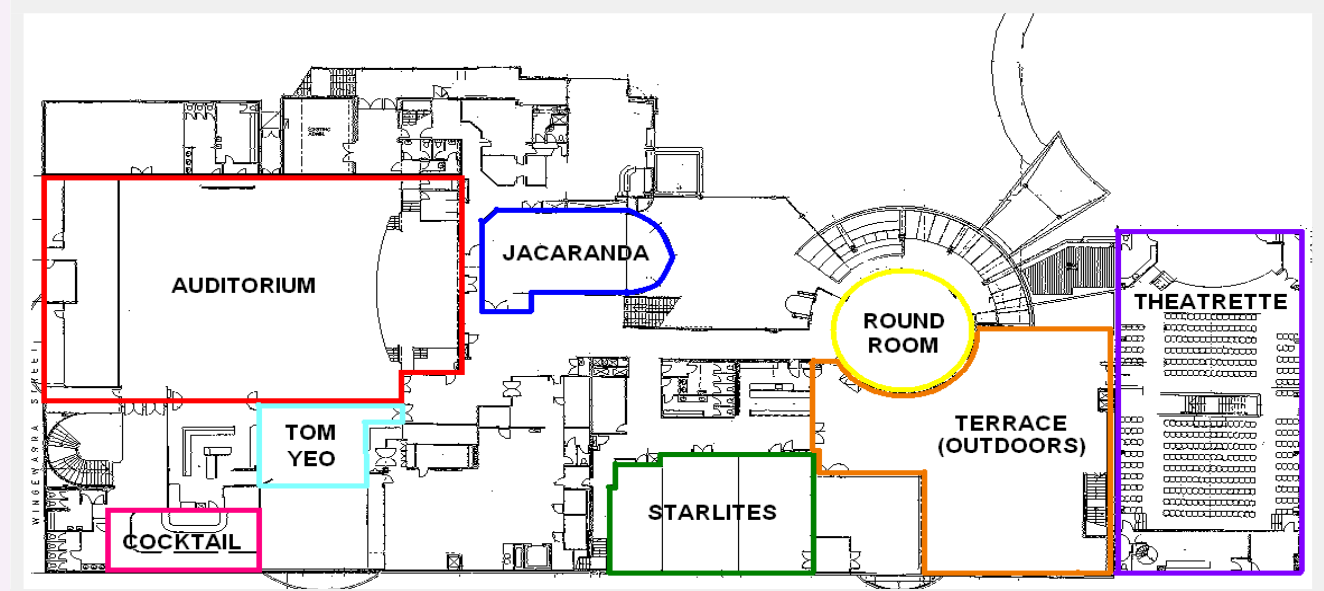 AUDITORIUM
JACARANDA
ROUND
ROOM
THEATRETTE
TERRACE
(OUTDOORS)
TOM
YEO
STARLITES
COCKTAIL
WINGEWARRA STREET